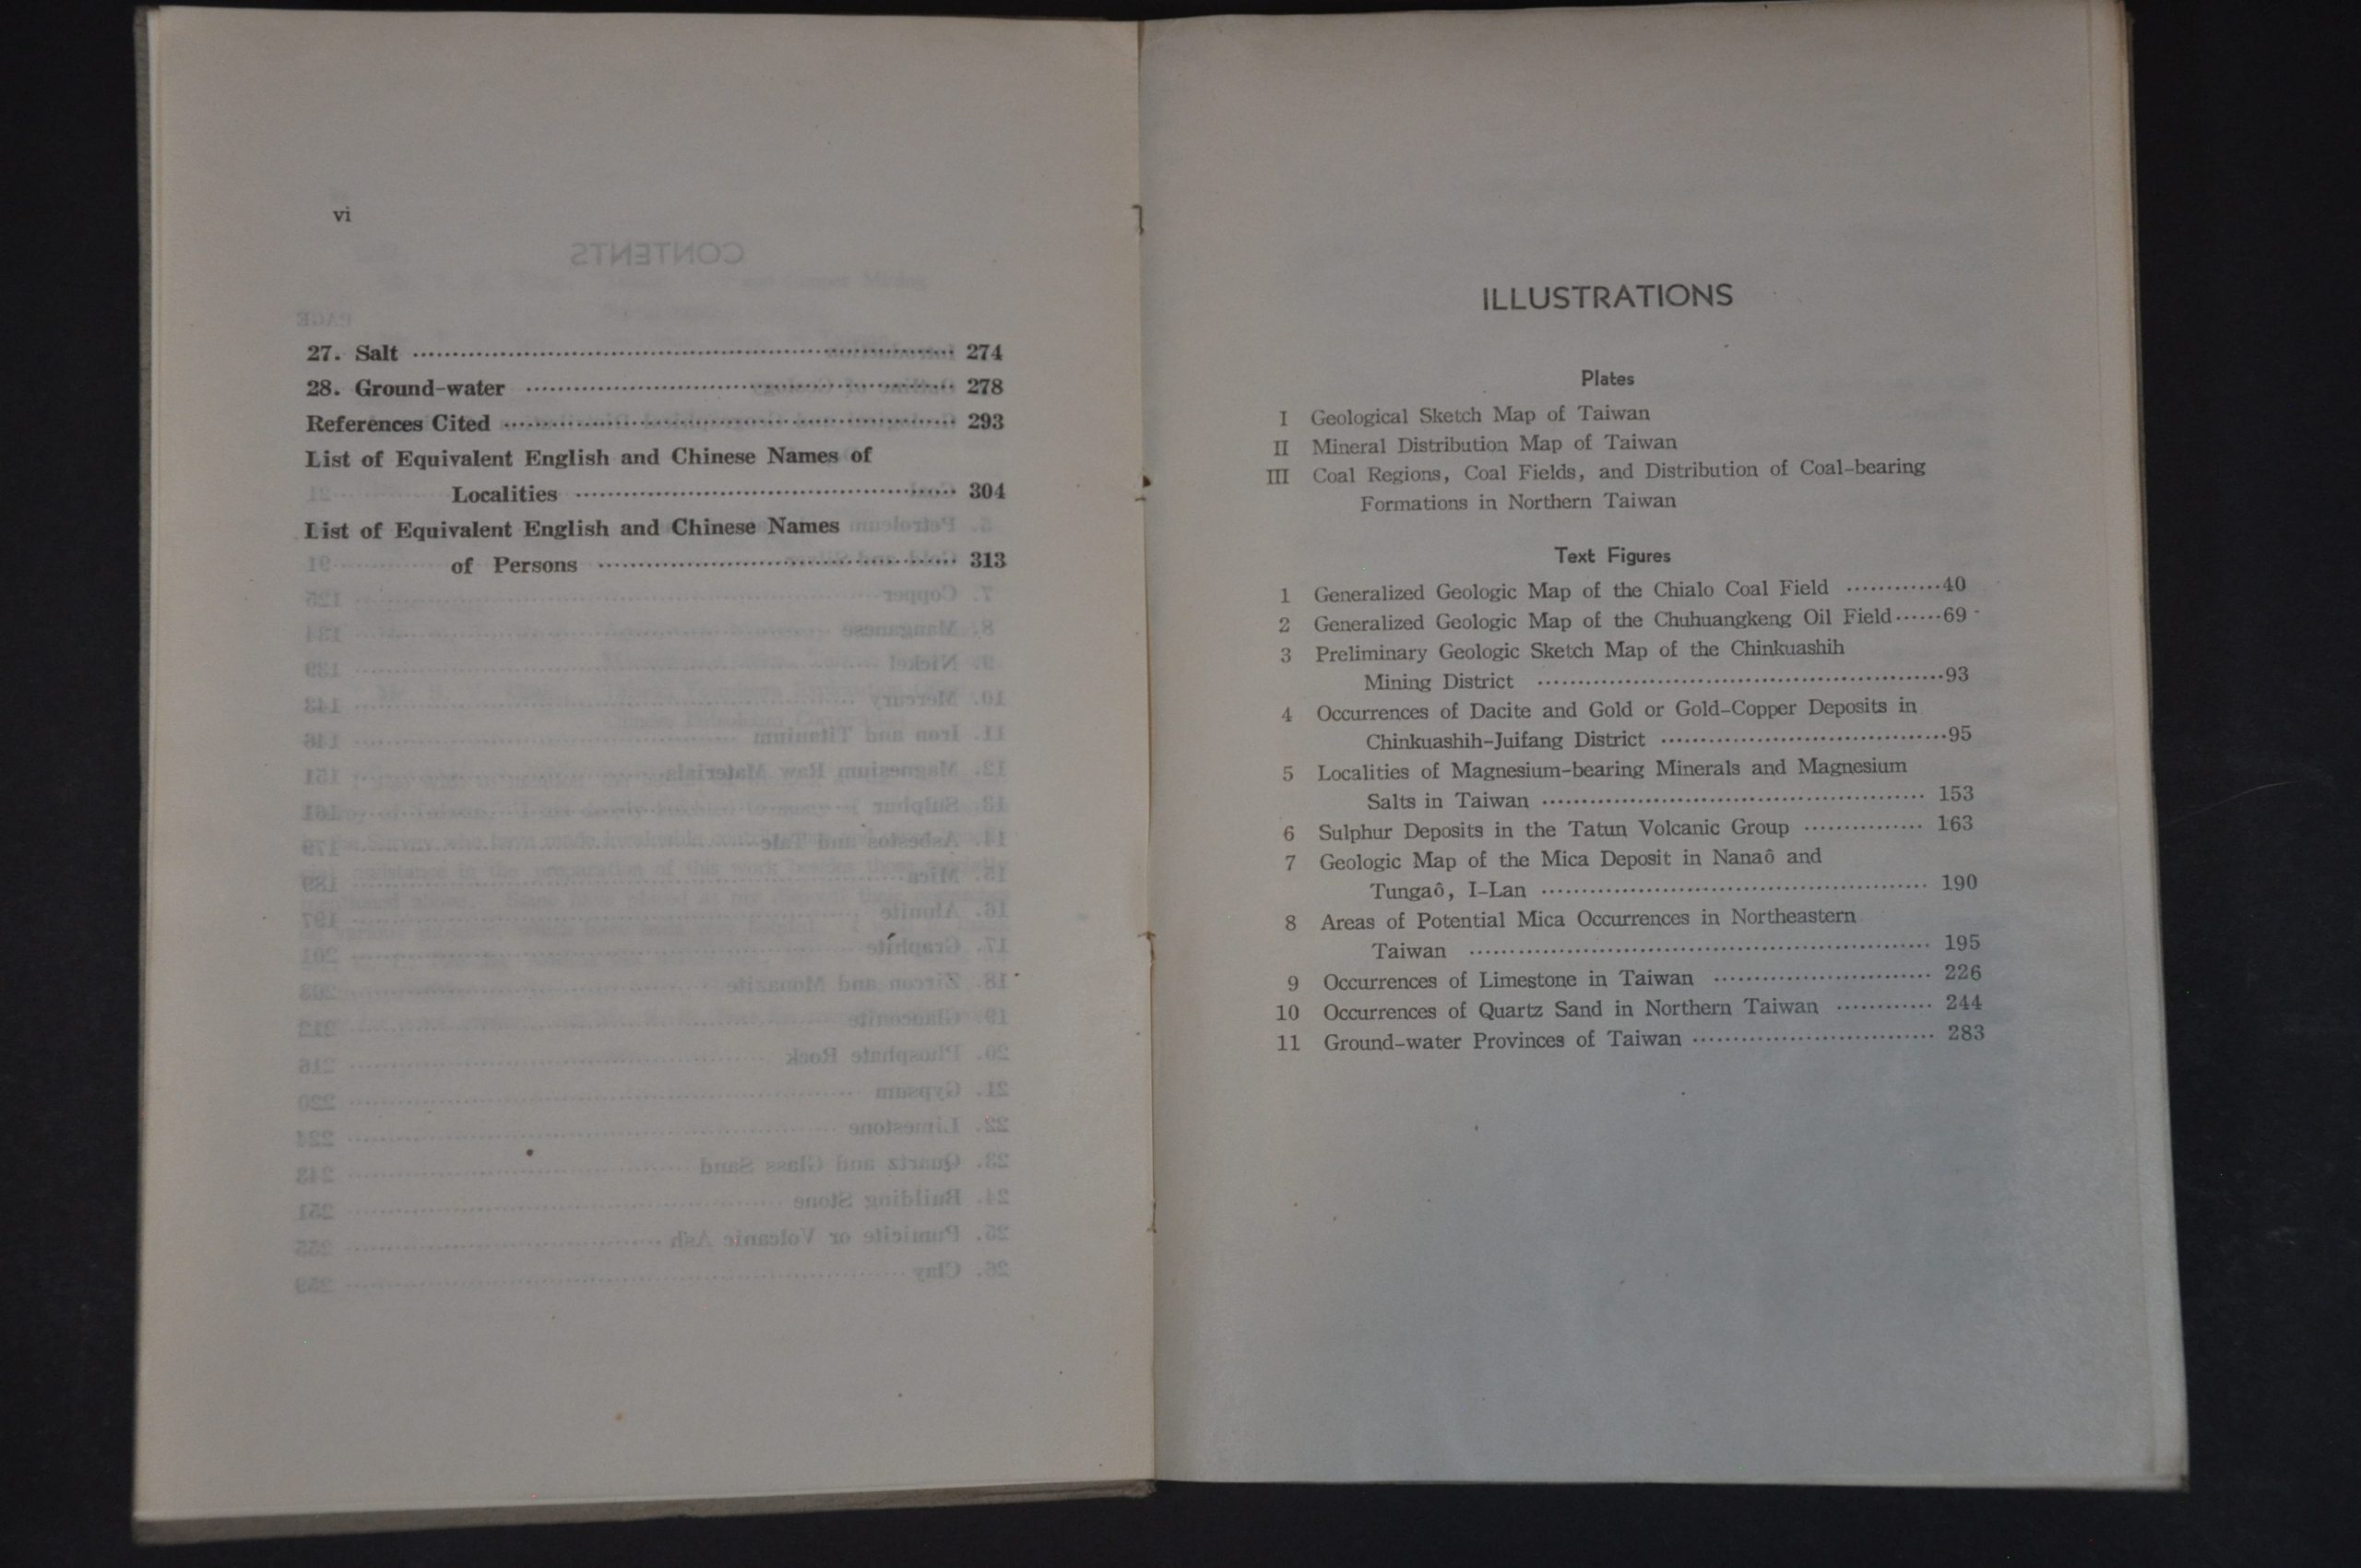 vi
27. Salt ........................ 274
28. Ground-water ........................ 278
References Cited ........................ 293
List of Equivalent English and Chinese Names of
Localities ........................ 304
List of Equivalent English and Chinese Names
of Persons ........................ 313
ILLUSTRATIONS
Plates
I Geological Sketch Map of Taiwan
II Mineral Distribution Map of Taiwan
III Coal Regions, Coal Fields, and Distribution of Coal-bearing
Formations in Northern Taiwan
Text Figures
1 Generalized Geologic Map of the Chialo Coal Field ............40
2 Generalized Geologic Map of the Chuhuangkeng Oil Field......69
3 Preliminary Geologic Sketch Map of the Chinkuashih
Mining District ........................93
4 Occurrences of Dacite and Gold or Gold-Copper Deposits in
Chinkuashih-Juifang District ........................95
5 Localities of Magnesium-bearing Minerals and Magnesium
Salts in Taiwan ........................ 153
6 Sulphur Deposits in the Tatun Volcanic Group ............... 163
7 Geologic Map of the Mica Deposit in Nanaô and
Tungaô, I-Lan ........................ 190
8 Areas of Potential Mica Occurrences in Northeastern
Taiwan ........................ 195
9 Occurrences of Limestone in Taiwan ........................ 226
10 Occurrences of Quartz Sand in Northern Taiwan ............ 244
11 Ground-water Provinces of Taiwan ........................ 283